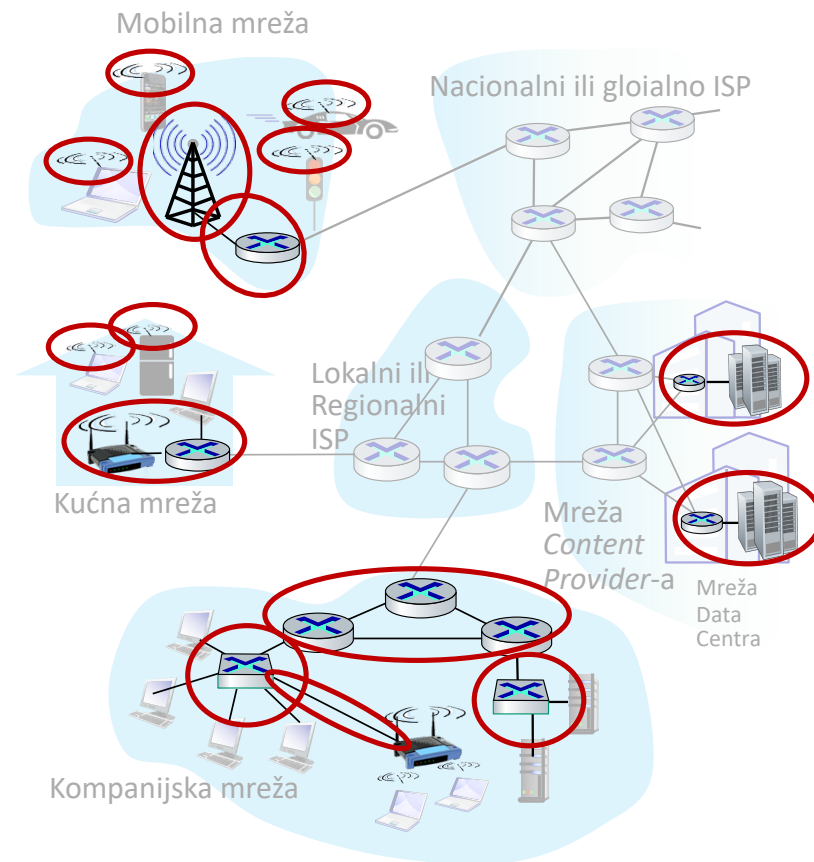 Mobilna mreža
Nacionalni ili gloialno ISP
Lokalni ili
Regionalni
ISP
Kućna mreža
Mreža
Content
Provider-a
Mreža
Data
Centra
Kompanijska mreža